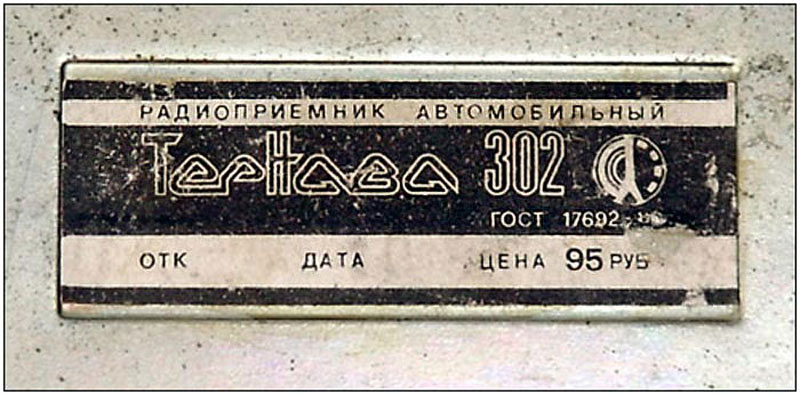 РАДИОПРИЕМНИК АВТОМОБИЛЬНЫЙ
ТерНава 302
ГОСТ 17692
ОТК ДАТА ЦЕНА 95 РУБ